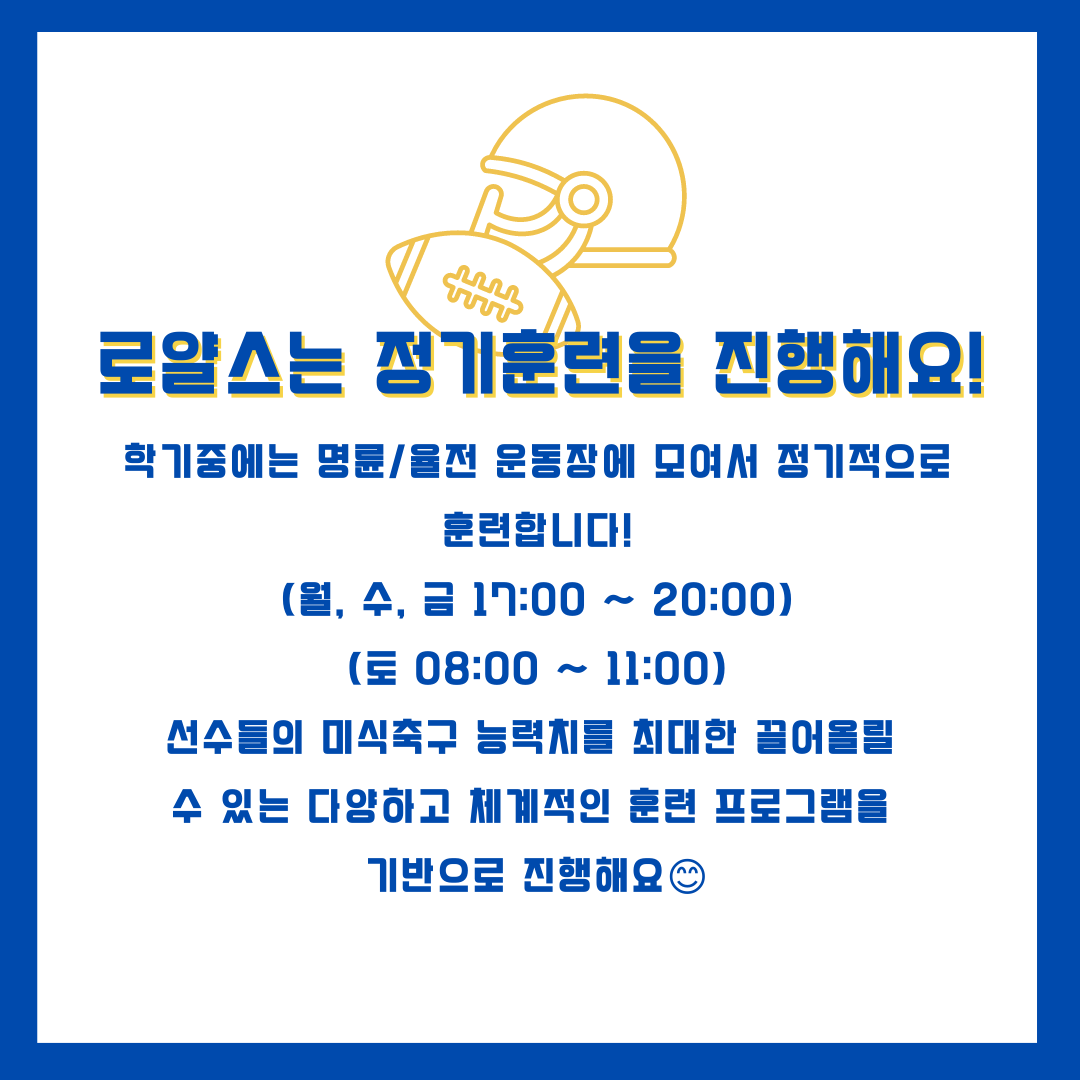 로얄스는 정기훈련을 진행해요!
학기중에는 명륜/율전 운동장에 모여서 정기적으로
훈련합니다!
(월, 수, 금 17:00 ~ 20:00)
(토 08:00 ~ 11:00)
선수들의 미식축구 능력치를 최대한 끌어올릴
수 있는 다양하고 체계적인 훈련 프로그램을
기반으로 진행해요😊